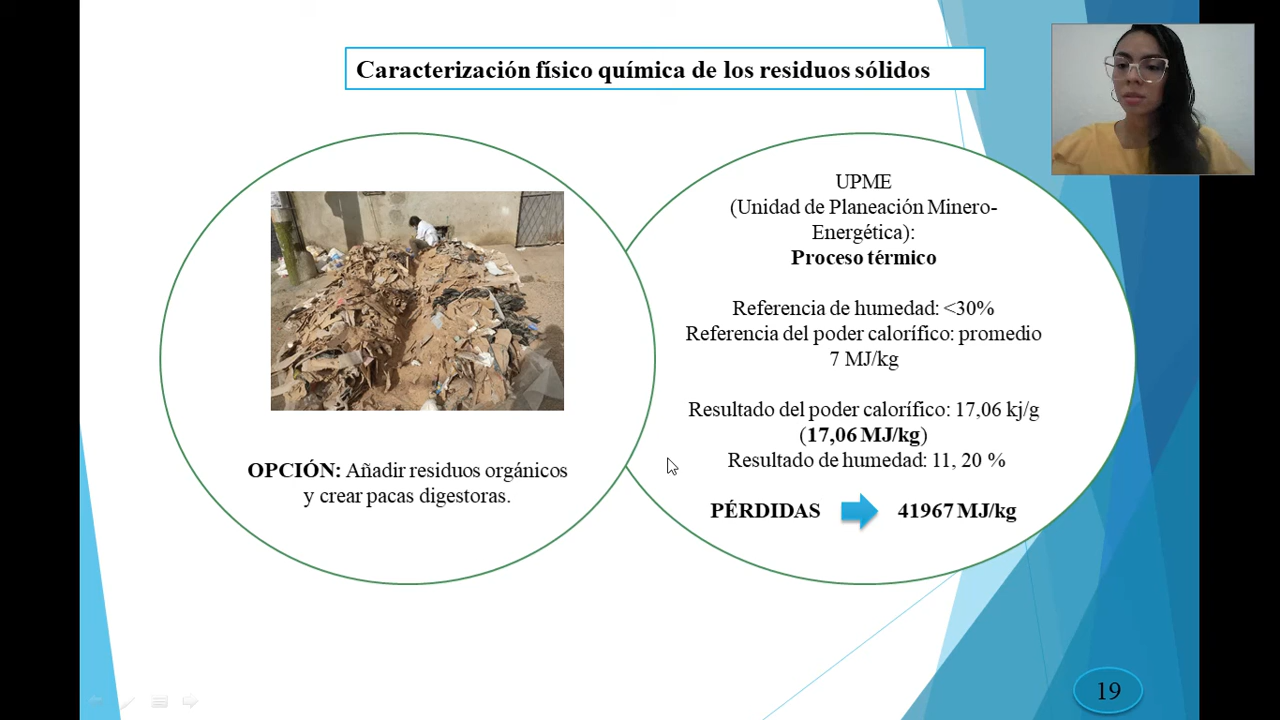 Caracterización físico química de los residuos sólidos
OPCIÓN: Añadir residuos orgánicos
y crear pacas digestoras.
UPME
(Unidad de Planeación Minero-
Energética):
Proceso térmico
Referencia de humedad: <30%
Referencia del poder calorífico: promedio
7 MJ/kg
Resultado del poder calorífico: 17,06 kj/g
(17,06 MJ/kg)
Resultado de humedad: 11, 20 %
PÉRDIDAS 41967 MJ/kg
19